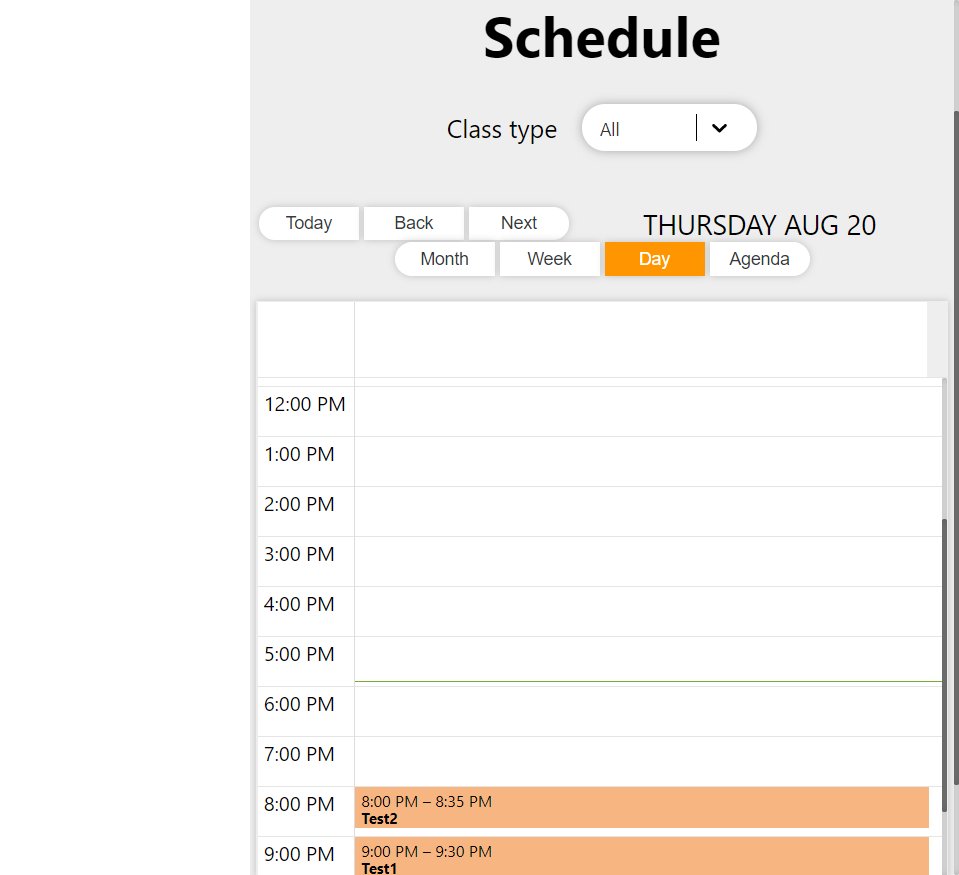 Schedule
Class type All
Today Back Next THURSDAY AUG 20
Month Week Day Agenda
12:00 PM
1:00 PM
2:00 PM
3:00 PM
4:00 PM
5:00 PM
6:00 PM
7:00 PM
8:00 PM 8:00 PM – 8:35 PM
Test2
9:00 PM 9:00 PM – 9:30 PM
Test1